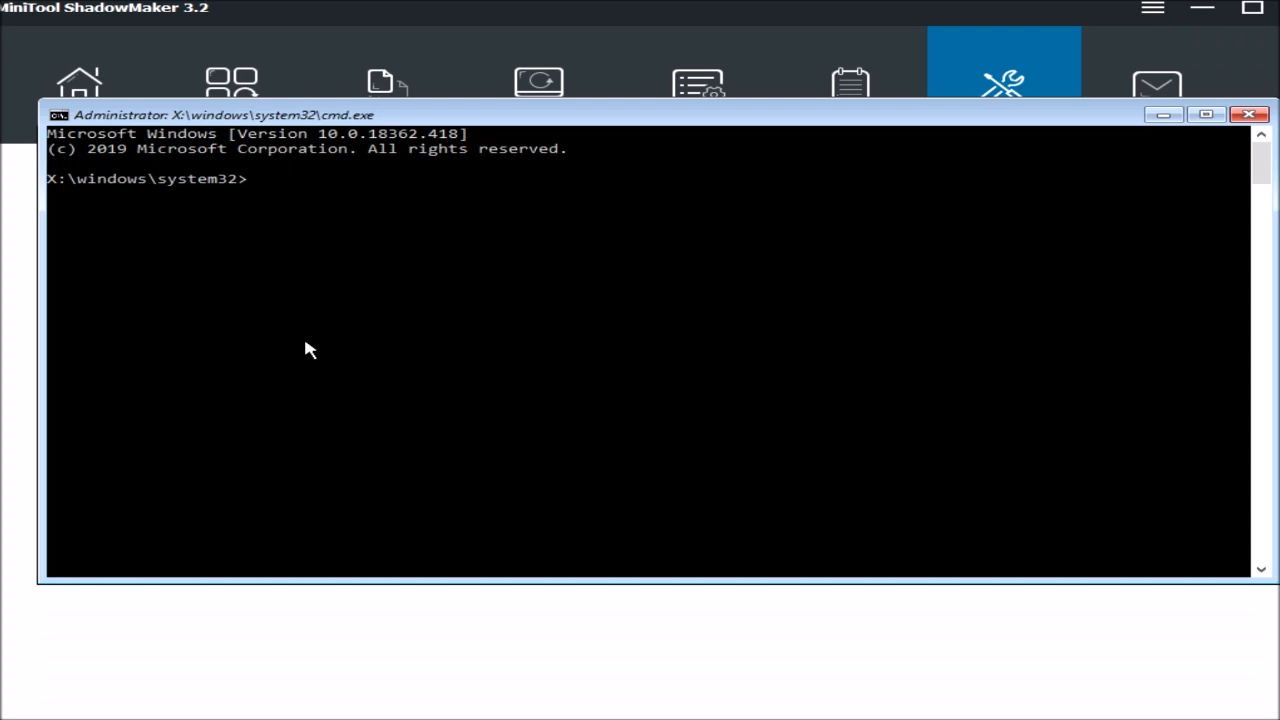 MiniTool ShadowMaker 3.2
Administrator: X:\windows\system32\cmd.exe
Microsoft Windows [Version 10.0.18362.418]
(c) 2019 Microsoft Corporation. All rights reserved.
X:\windows\system32>